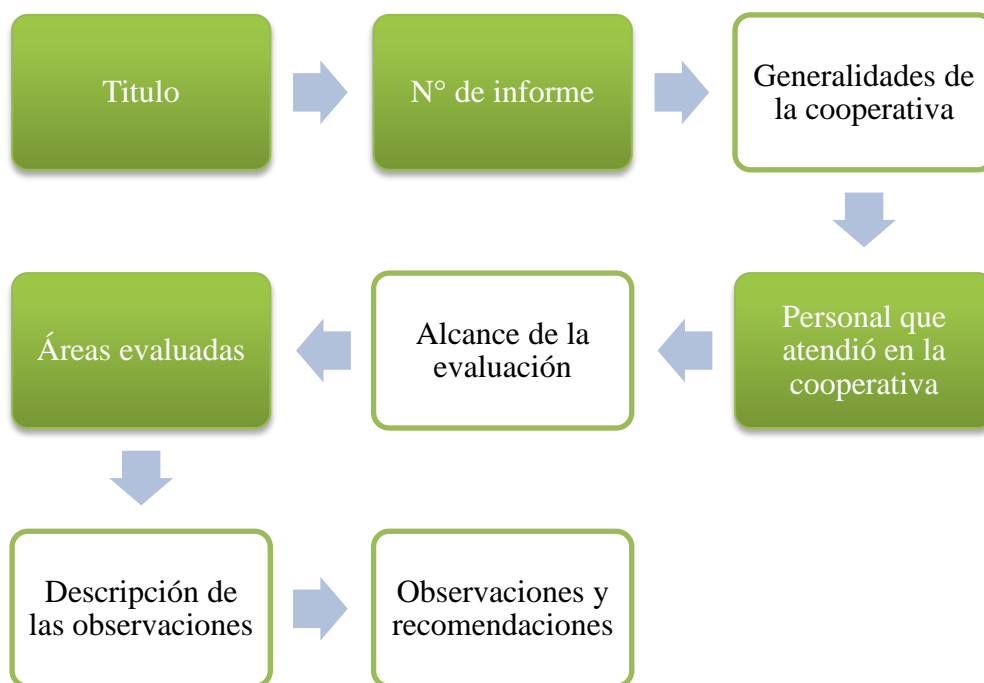 Titulo
N° de informe
Generalidades de
la cooperativa
Personal que
atendió en la
cooperativa
Alcance de la
evaluación
Áreas evaluadas
Descripción de
las observaciones
Observaciones y
recomendaciones